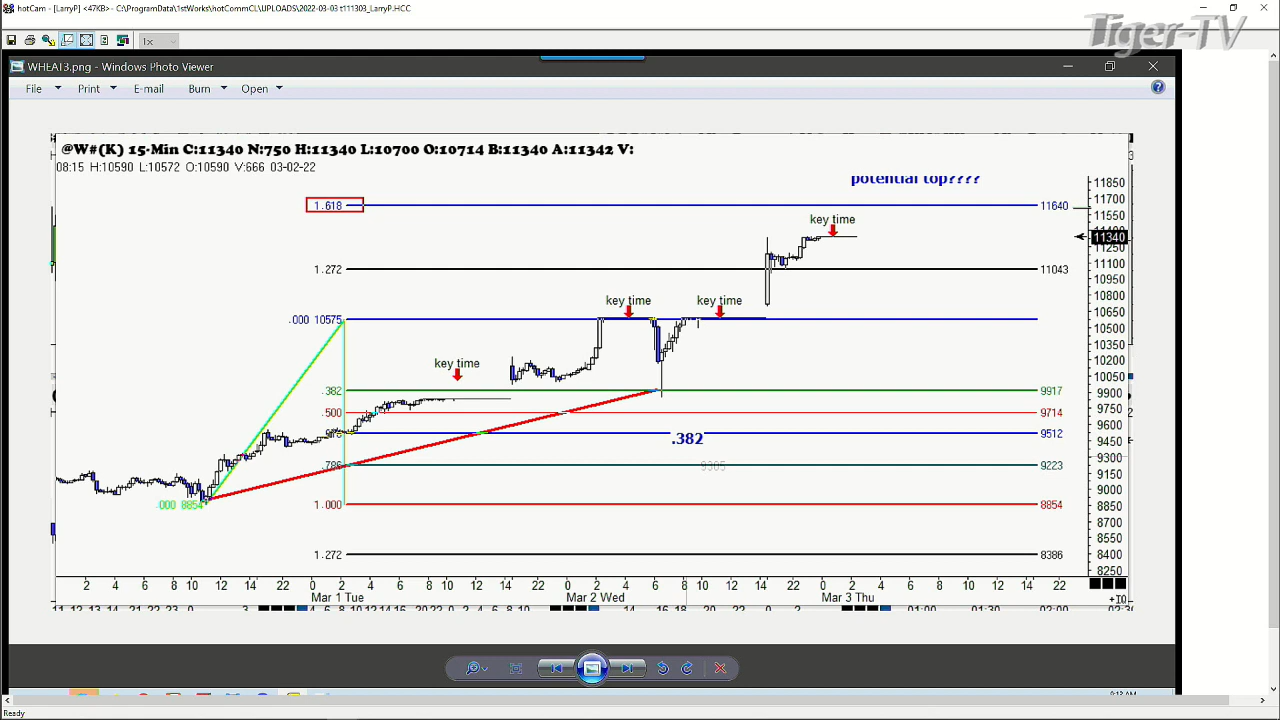 hotCam - [LarryP] <47KB> - C:\ProgramData\1stWorks\hotCommCL\UPLOADS\2022-03-03 t111303_LarryP.HCC
Tiger-TV
1x
WHEAT3.png - Windows Photo Viewer
File Print E-mail Burn Open
@W#(K) 15-Min C:11340 N:750 H:11340 L:10700 O:10714 B:11340 A:11342 V:
08:15 H:10590 L:10572 O:10590 V:666 03-02-22
potential top????
11850
1.618 11640 11700
key time 11550
11340
11250
1.272 11043 11100
10950
10800
key time key time 10650
.000 10575 10500
10350
key time 10200
10050
.382 9917 9900
.500 9714 9750
9600
.382 9512 9450
.786 9305 9223 9300
9150
9000
.000 8854 1.000 8854 8850
8700
8550
1.272 8386 8400
8250
2 4 6 8 10 14 22 0 2 4 6 8 10 12 14 22 0 2 4 6 16 8 10 12 14 22 0 2 8 10 12 14 22
Mar 1 Tue Mar 2 Wed Mar 3 Thu
Ready